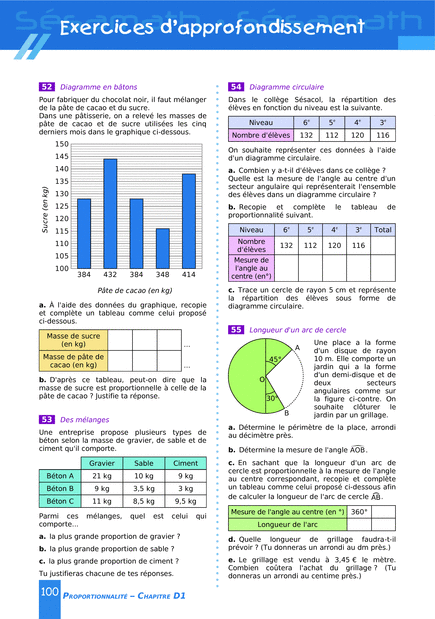 Exercices d'approfondissement
52 Diagramme en bâtons
Pour fabriquer du chocolat noir, il faut mélanger
de la pâte de cacao et du sucre.
Dans une pâtisserie, on a relevé les masses de
pâte de cacao et de sucre utilisées les cinq
derniers mois dans le graphique ci-dessous.
Sucre (en kg)
150
145
140
135
130
125
120
115
110
105
100
384 432 384 348 414
Pâte de cacao (en kg)
a. À l'aide des données du graphique, recopie
et complète un tableau comme celui proposé
ci-dessous.
Masse de sucre
(en kg) ...
Masse de pâte de
cacao (en kg) ...
b. D'après ce tableau, peut-on dire que la
masse de sucre est proportionnelle à celle de la
pâte de cacao ? Justifie ta réponse.
53 Des mélanges
Une entreprise propose plusieurs types de
béton selon la masse de gravier, de sable et de
ciment qu'il comporte.
Gravier Sable Ciment
Béton A 21 kg 10 kg 9 kg
Béton B 9 kg 3,5 kg 3 kg
Béton C 11 kg 8,5 kg 9,5 kg
Parmi ces mélanges, quel est celui qui
comporte...
a. la plus grande proportion de gravier ?
b. la plus grande proportion de sable ?
c. la plus grande proportion de ciment ?
Tu justifieras chacune de tes réponses.
54 Diagramme circulaire
Dans le collège Sésacol, la répartition des
élèves en fonction du niveau est la suivante.
Niveau 6e 5e 4e 3e
Nombre d'élèves 132 112 120 116
On souhaite représenter ces données à l'aide
d'un diagramme circulaire.
a. Combien y a-t-il d'élèves dans ce collège ?
Quelle est la mesure de l'angle au centre d'un
secteur angulaire qui représenterait l'ensemble
des élèves dans un diagramme circulaire ?
b. Recopie et complète le tableau de
proportionnalité suivant.
Niveau 6e 5e 4e 3e Total
Nombre
d'élèves 132 112 120 116
Mesure de
l'angle au
centre (en°)
c. Trace un cercle de rayon 5 cm et représente
la répartition des élèves sous forme de
diagramme circulaire.
55 Longueur d'un arc de cercle
A
45°
O
30°
B
Une place a la forme
d'un disque de rayon
10 m. Elle comporte un
jardin qui a la forme
d'un demi-disque et de
deux secteurs
angulaires comme sur
la figure ci-contre. On
souhaite clôturer le
jardin par un grillage.
a. Détermine le périmètre de la place, arrondi
au décimètre près.
b. Détermine la mesure de l'angle AOB.
c. En sachant que la longueur d'un arc de
cercle est proportionnelle à la mesure de l'angle
au centre correspondant, recopie et complète
un tableau comme celui proposé ci-dessous afin
de calculer la longueur de l'arc de cercle AB.
Mesure de l'angle au centre (en °) 360°
Longueur de l'arc
d. Quelle longueur de grillage faudra-t-il
prévoir ? (Tu donneras un arrondi au dm près.)
e. Le grillage est vendu à 3,45 € le mètre.
Combien coûtera l'achat du grillage ? (Tu
donneras un arrondi au centime près.)
100 Proportionnalité – Chapitre D1